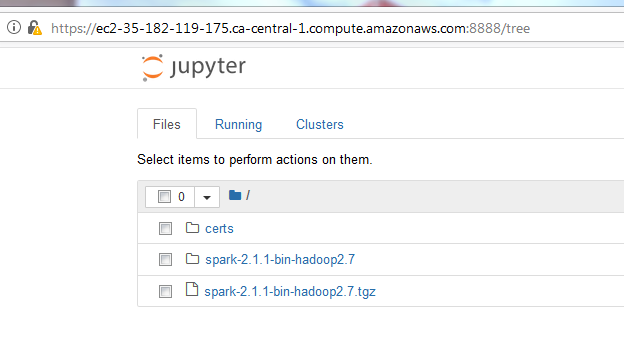 https://ec2-35-182-119-175.ca-central-1.compute.amazonaws.com:8888/tree
jupyter
Files Running Clusters
Select items to perform actions on them.
0 /
certs
spark-2.1.1-bin-hadoop2.7
spark-2.1.1-bin-hadoop2.7.tgz